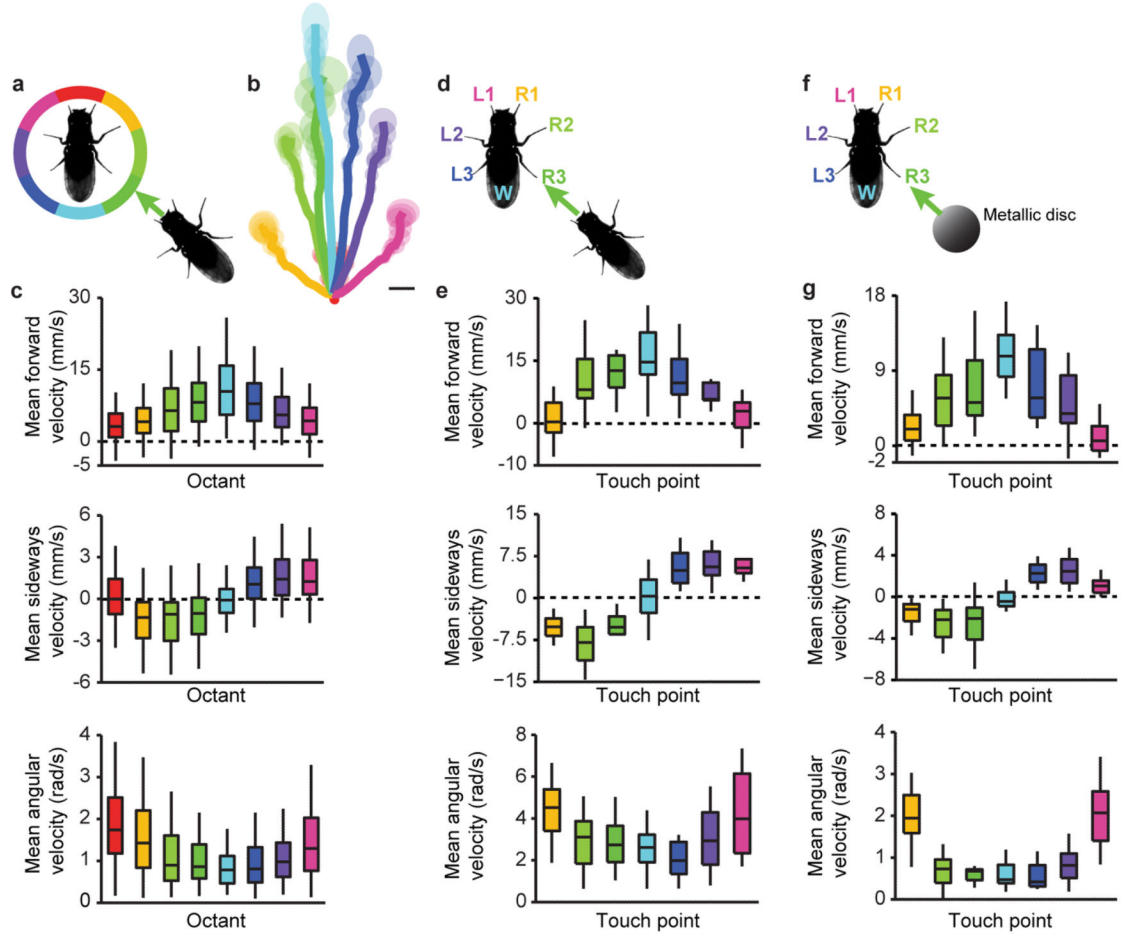 a
b
d
f
L1 R1
L2 R2
L3 R3
W
L1 R1
L2 R2
L3 R3
W
Metallic disc
c
Mean forward
velocity (mm/s)
30
15
0
-5
Octant
Mean sideways
velocity (mm/s)
6
3
0
-3
-6
Octant
Mean angular
velocity (rad/s)
4
3
2
1
0
Octant
e
Mean forward
velocity (mm/s)
30
15
0
-10
Touch point
Mean sideways
velocity (mm/s)
15
7.5
0
-7.5
−15
Touch point
Mean angular
velocity (rad/s)
8
6
4
2
0
Touch point
g
Mean forward
velocity (mm/s)
18
9
0
-2
Touch point
Mean sideways
velocity (mm/s)
8
4
0
−4
−8
Touch point
Mean angular
velocity (rad/s)
4
3
2
1
0
Touch point